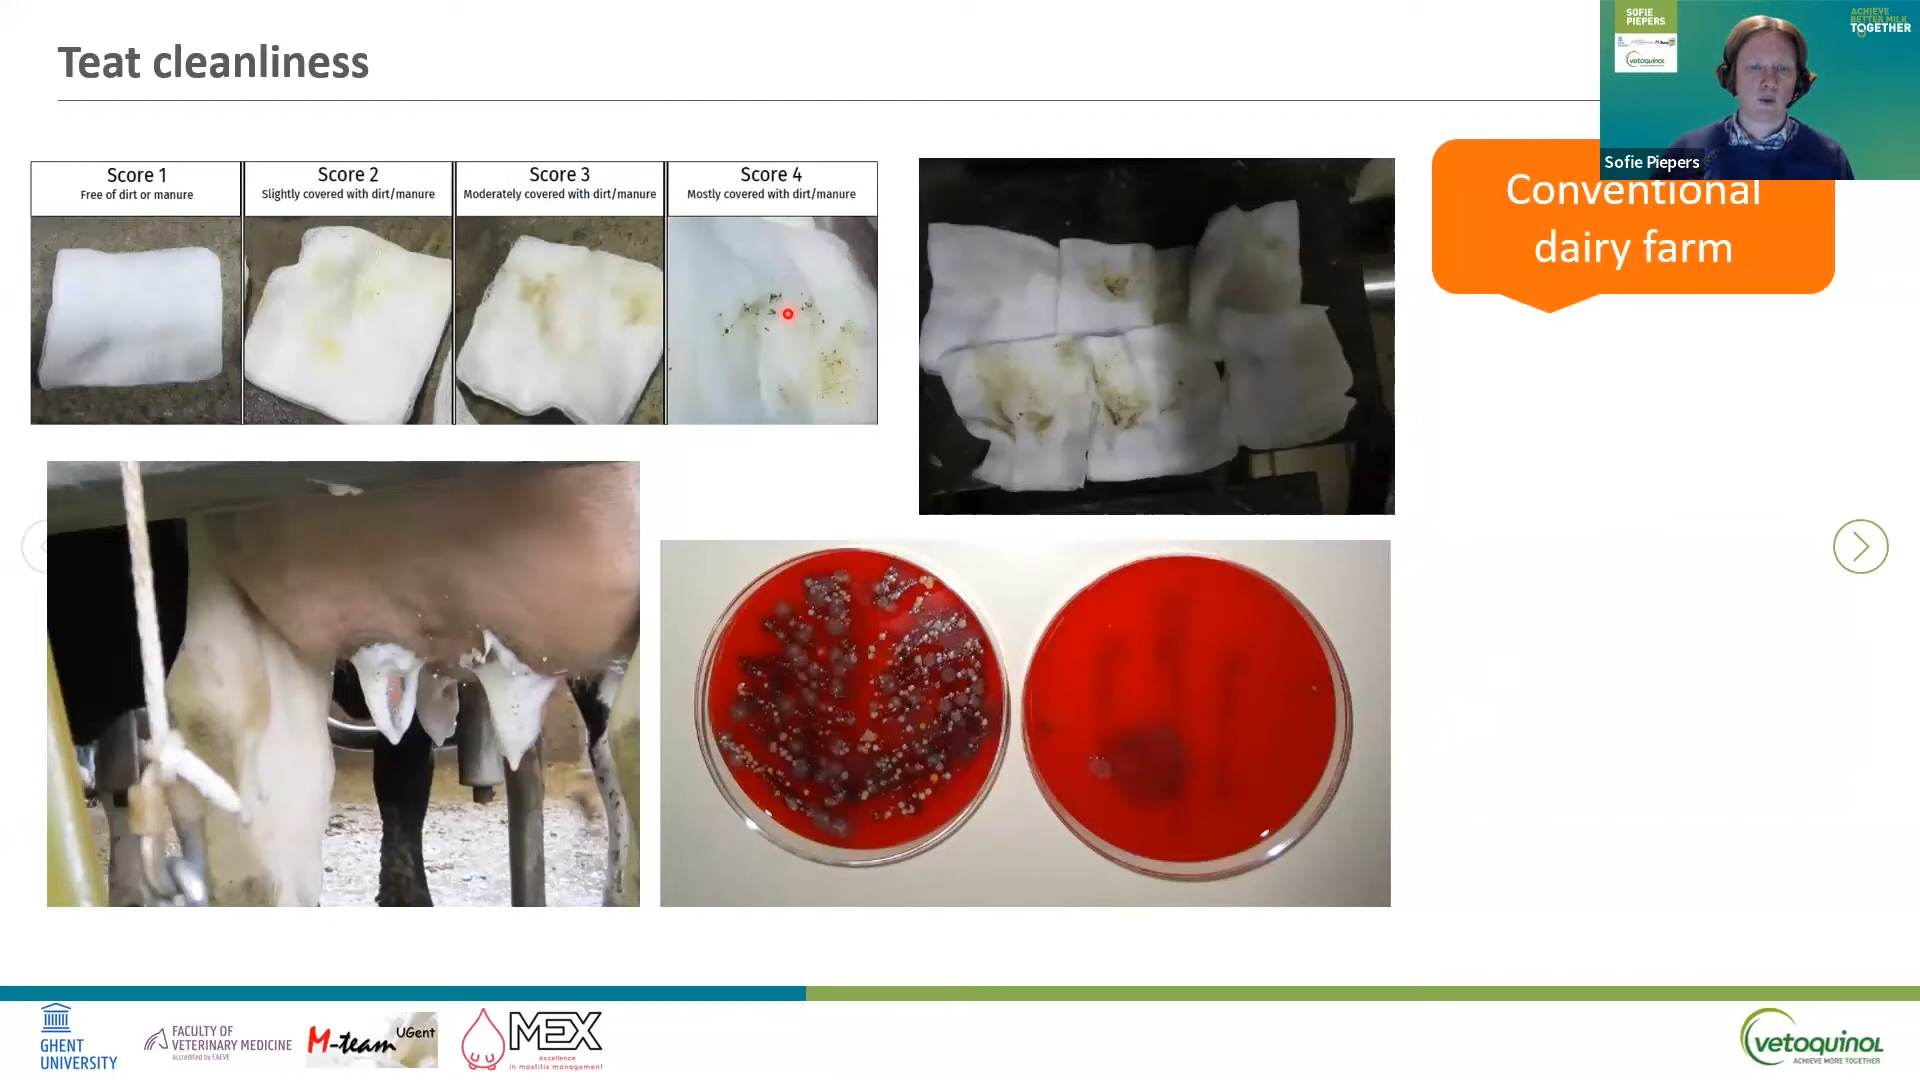 Teat cleanliness
SOFIE
PIEPERS
vetoquinol
ACHIEVE
BETTER MILK
TOGETHER
Sofie Piepers
Score 1
Free of dirt or manure
Score 2
Slightly covered with dirt/manure
Score 3
Moderately covered with dirt/manure
Score 4
Mostly covered with dirt/manure
Conventional
dairy farm
GHENT
UNIVERSITY
FACULTY OF
VETERINARY MEDICINE
accredited by EAEVE
M-team
UGent
MEX
excellence
in mastitis management
vetoquinol
ACHIEVE MORE TOGETHER